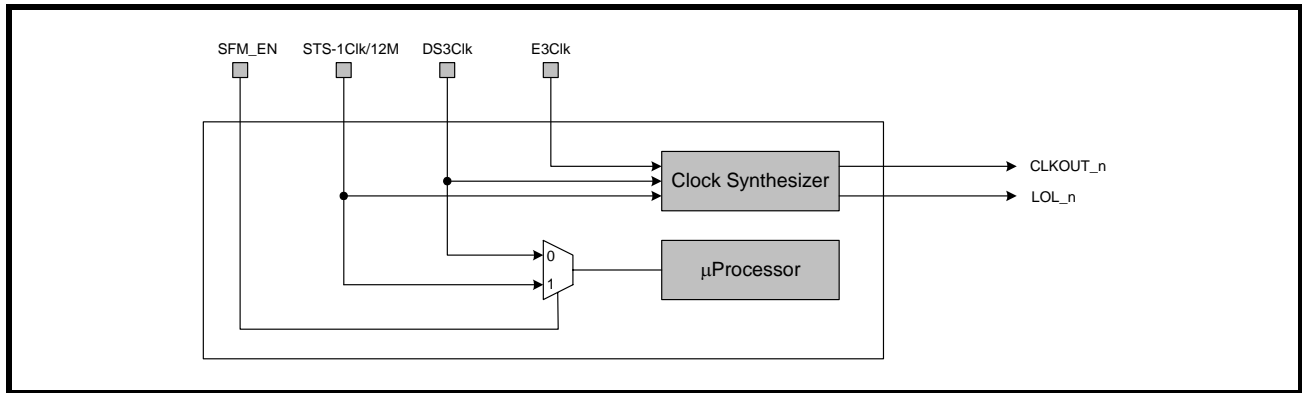 SFM_EN STS-1Clk/12M DS3Clk E3Clk
Clock Synthesizer
CLKOUT_n
LOL_n
0
1
μProcessor